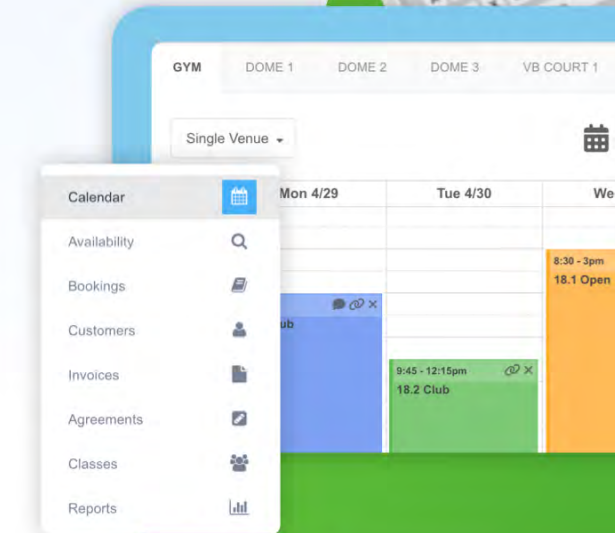 GYM DOME 1 DOME 2 DOME 3 VB COURT 1
Single Venue
Mon 4/29 Tue 4/30 We
Calendar
Availability
Bookings
Customers
Invoices
Agreements
Classes
Reports
ub
9:45 - 12:15pm
18.2 Club
8:30 - 3pm
18.1 Open